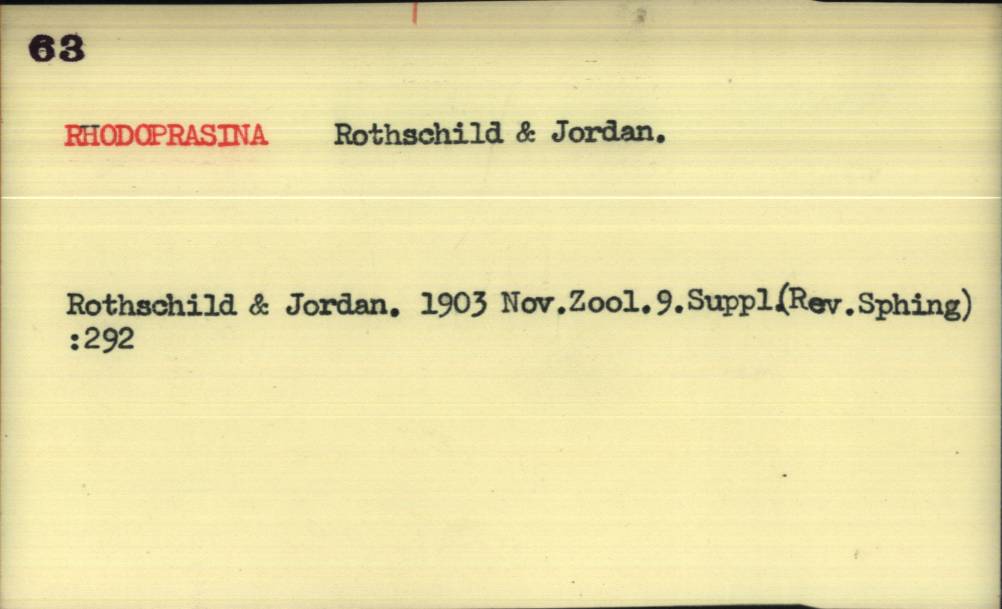 63
RHODOPRASINA Rothschild & Jordan.
Rothschild & Jordan. 1903 Nov.Zool.9.Suppl.(Rev.Sphing)
:292